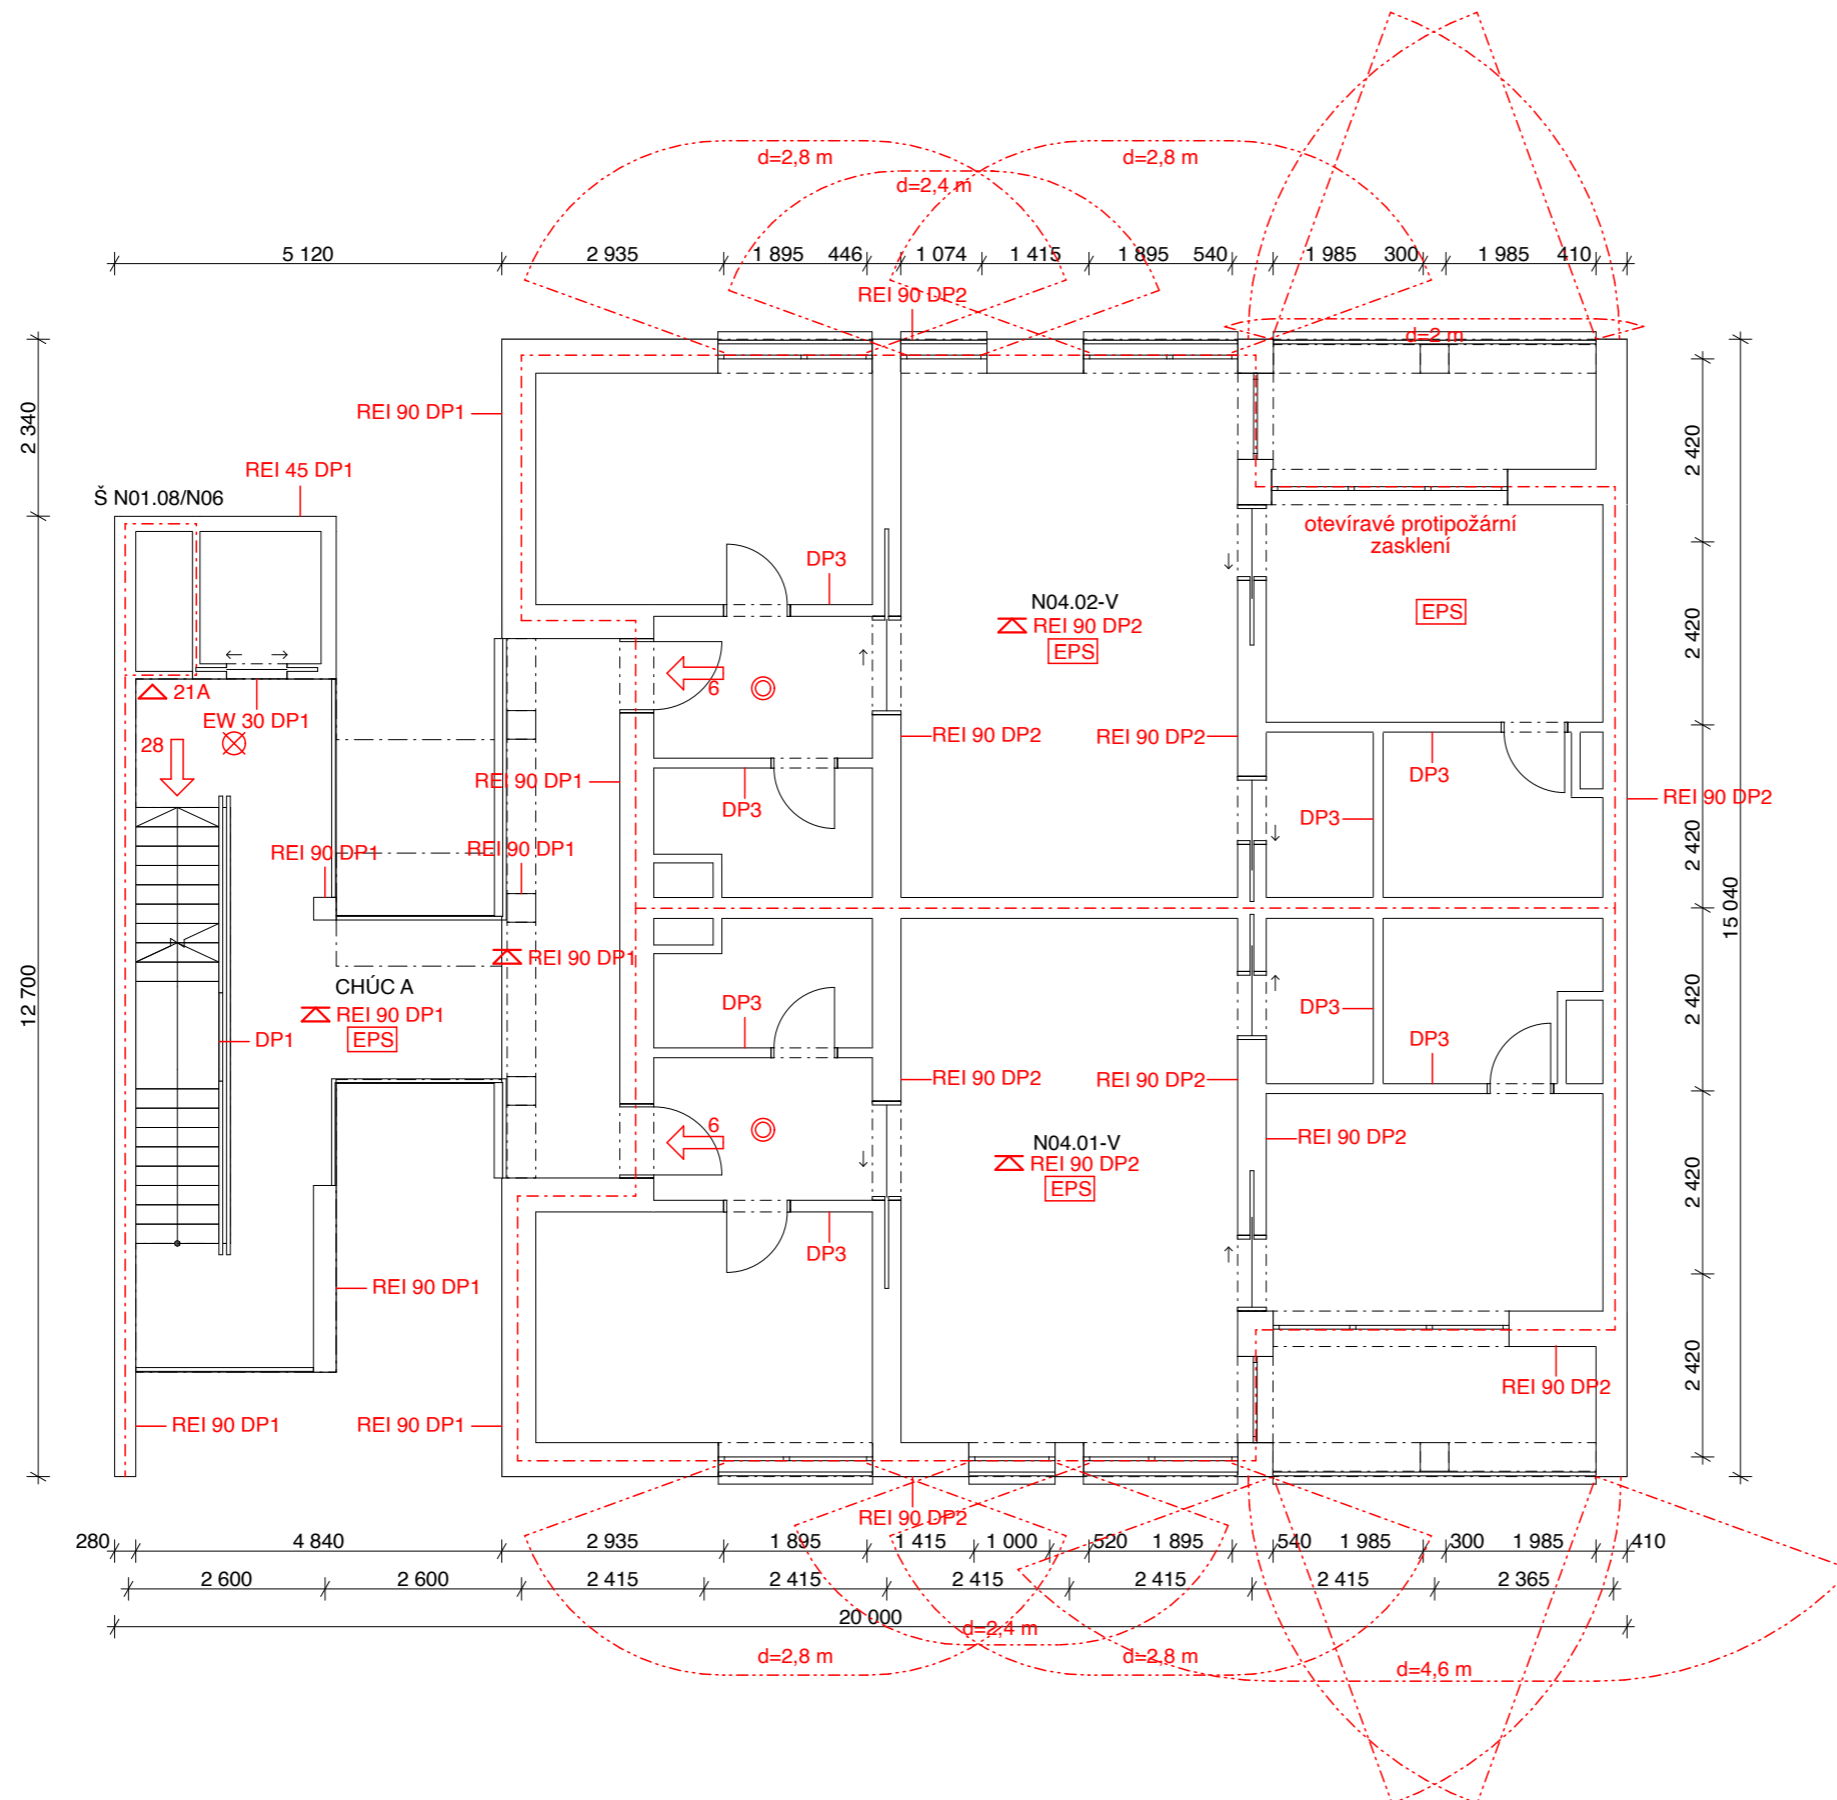 d=2,8 m
d=2,8 m
d=2,4 m
5 120
2 935
1 895
446
1 074
1 415
1 895
540
1 985
300
1 985
410
REI 90 DP2
d=2 m
2 340
REI 90 DP1
2 420
REI 45 DP1
Š N01.08/N06
otevíravé protipožární
zasklení
DP3
N04.02-V
REI 90 DP2
EPS
EPS
2 420
21A
6
EW 30 DP1
28
REI 90 DP2
REI 90 DP2
REI 90 DP1
DP3
DP3
REI 90 DP2
DP3
2 420
REI 90 DP1
REI 90 DP1
15 040
REI 90 DP1
12 700
CHÚC A
REI 90 DP1
EPS
DP1
DP3
DP3
DP3
2 420
REI 90 DP2
REI 90 DP2
6
N04.01-V
REI 90 DP2
EPS
REI 90 DP2
2 420
DP3
REI 90 DP1
2 420
REI 90 DP2
REI 90 DP1
REI 90 DP1
REI 90 DP2
280
4 840
2 935
1 895
1 415
1 000
520
1 895
540
1 985
300
1 985
410
2 600
2 600
2 415
2 415
2 415
2 415
2 415
2 365
20 000
d=2,4 m
d=2,8 m
d=2,8 m
d=4,6 m